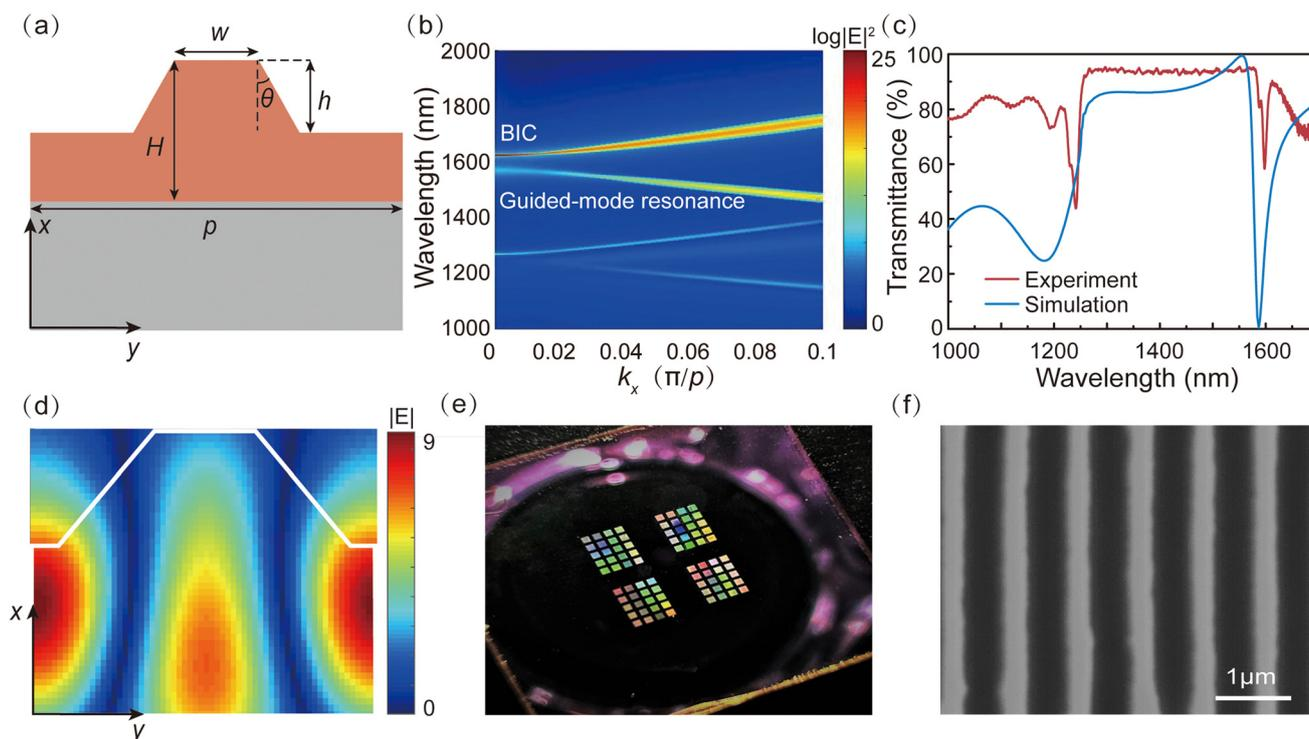 (a)
w
θ
h
H
p
x
y
(b)
log|E|²
2000
25
1800
BIC
1600
Guided-mode resonance
1400
1200
1000
0
Wavelength (nm)
0 0.02 0.04 0.06 0.08 0.1
kₓ (π/p)
(c)
100
80
60
40
20
0
Transmittance (%)
Experiment
Simulation
1000 1200 1400 1600
Wavelength (nm)
(d)
|E|
9
0
x
y
(e)
(f)
1μm